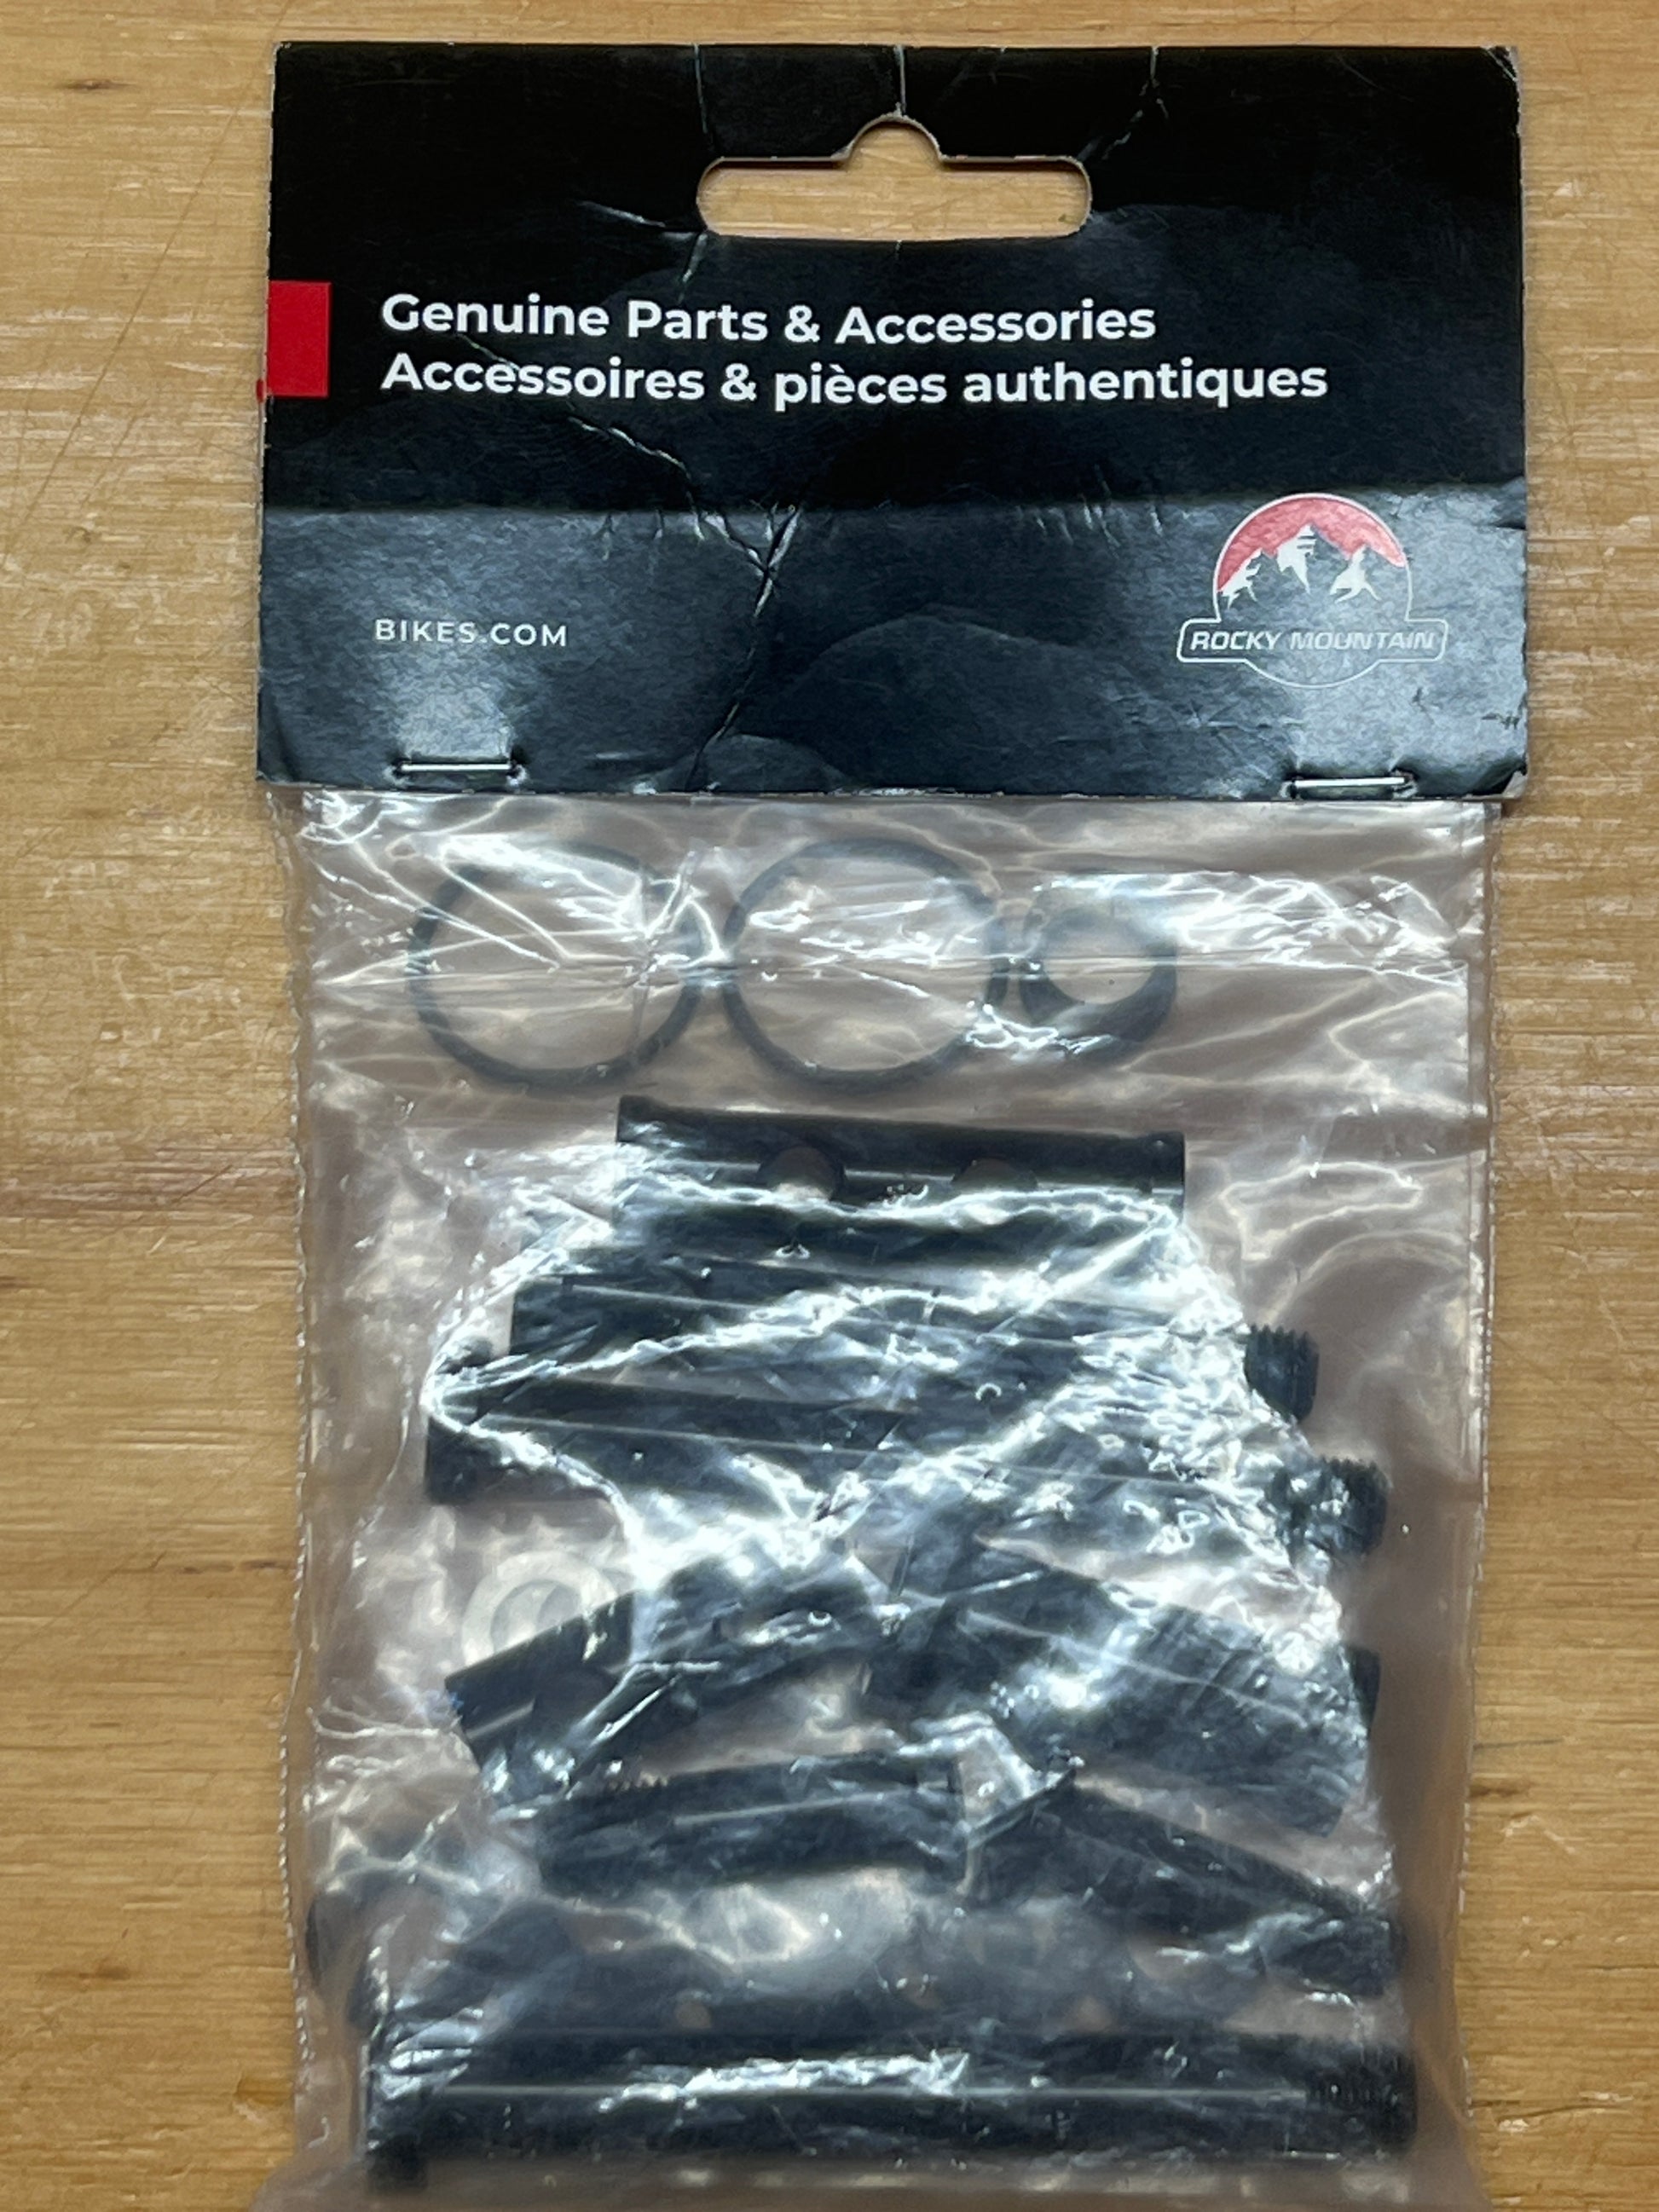 Genuine Parts & Accessories
Accessoires & pièces authentiques
BIKES.COM
ROCKY MOUNTAIN